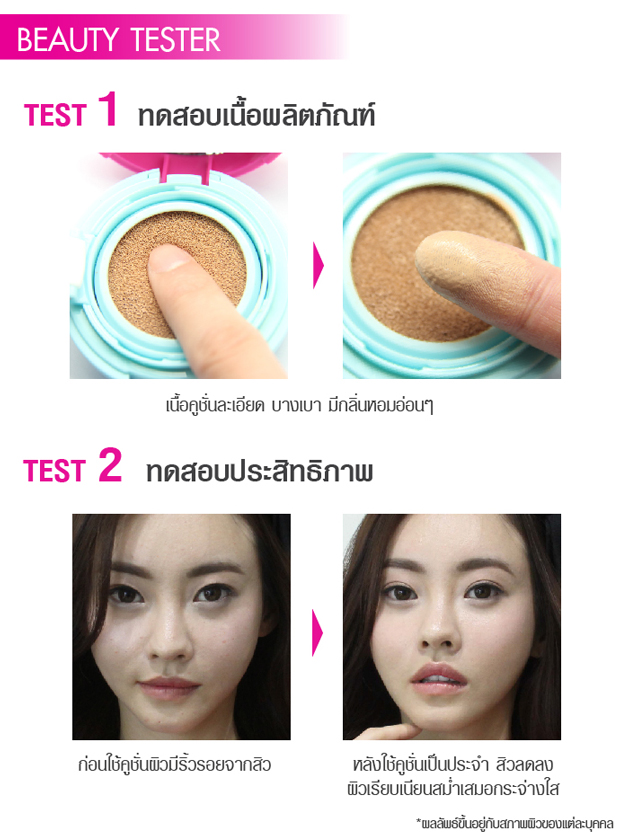 BEAUTY TESTER
TEST 1 ทดสอบเนื้อผลิตภัณฑ์
เนื้อคูชั่นละเอียด บางเบา มีกลิ่นหอมอ่อนๆ
TEST 2 ทดสอบประสิทธิภาพ
ก่อนใช้คูชั่นผิวมีริ้วรอยจากสิว
หลังใช้คูชั่นเป็นประจำ สิวลดลง
ผิวเรียบเนียนสม่ำเสมอกระจ่างใส
*ผลลัพธ์ขึ้นอยู่กับสภาพผิวของแต่ละบุคคล